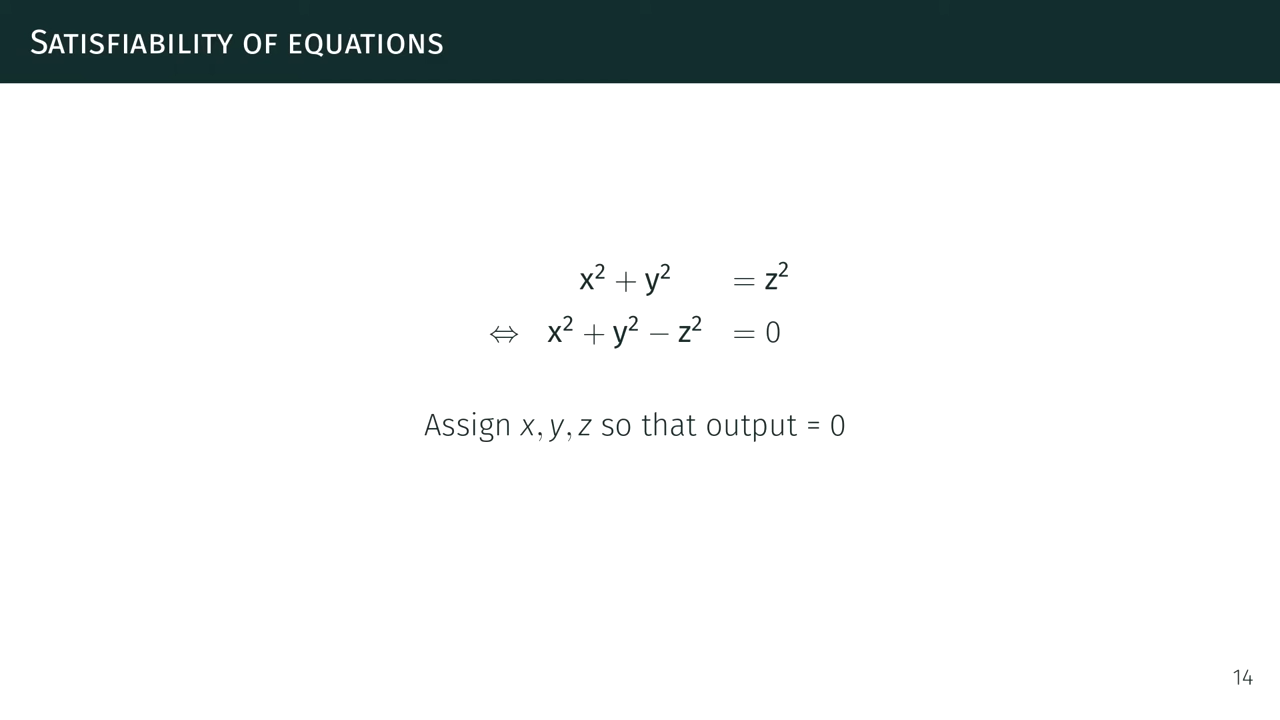 Satisfiability of equations
x² + y² = z²
⇔ x² + y² − z² = 0
Assign x, y, z so that output = 0
14